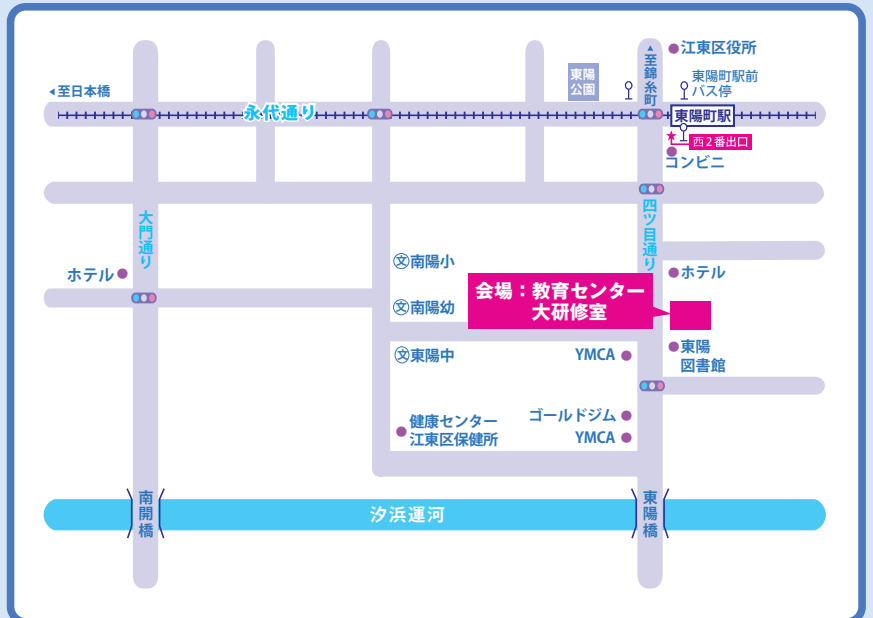 江東区役所
▲至錦糸町
東陽
公園
東陽町駅前
バス停
◀至日本橋
永代通り
東陽町駅
西2番出口
コンビニ
大門通り
四ツ目通り
文南陽小
ホテル
ホテル
会場：教育センター
大研修室
文南陽幼
文東陽中
YMCA
東陽
図書館
健康センター
江東区保健所
ゴールドジム
YMCA
南開橋
汐浜運河
東陽橋